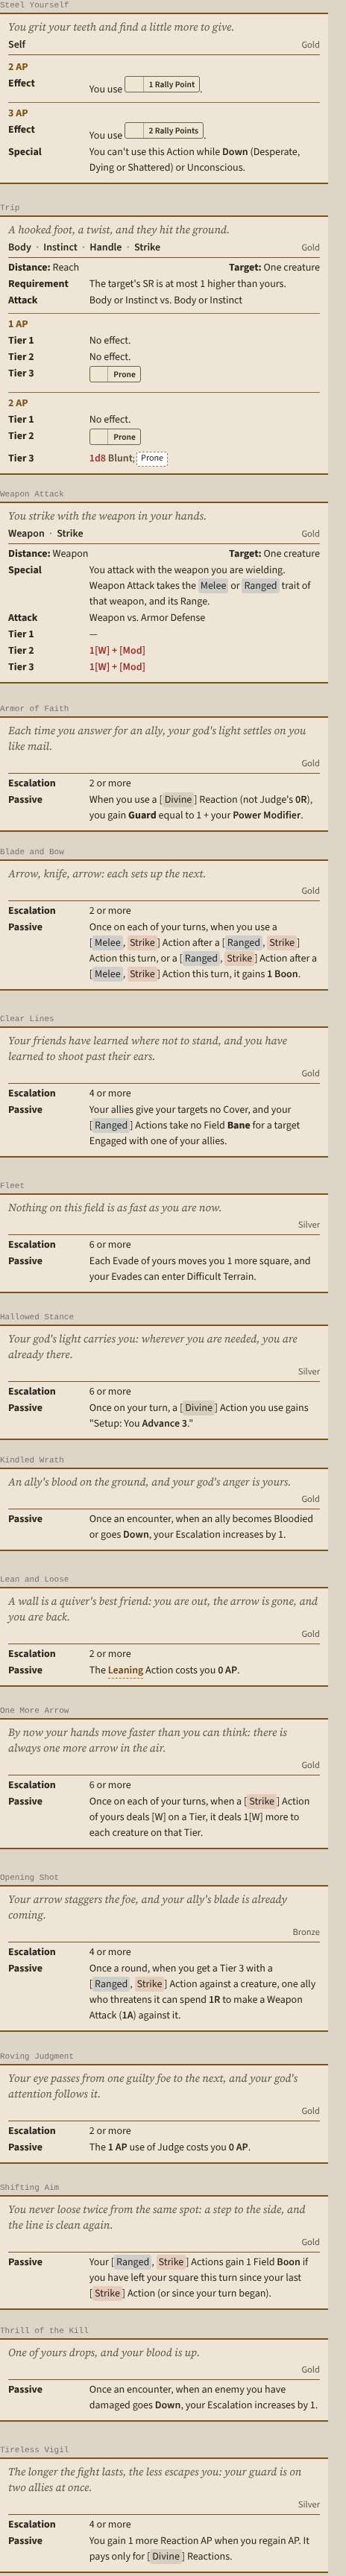 Steel Yourself
You grit your teeth and find a little more to give.
Self Gold
2 AP
Effect You use 1 Rally Point.
3 AP
Effect You use 2 Rally Points.
Special You can't use this Action while Down (Desperate,
Dying or Shattered) or Unconscious.
Trip
A hooked foot, a twist, and they hit the ground.
Body · Instinct · Handle · Strike Gold
Distance: Reach Target: One creature
Requirement The target's SR is at most 1 higher than yours.
Attack Body or Instinct vs. Body or Instinct
1 AP
Tier 1 No effect.
Tier 2 No effect.
Tier 3 Prone
2 AP
Tier 1 No effect.
Tier 2 Prone
Tier 3 1d8 Blunt; Prone
Weapon Attack
You strike with the weapon in your hands.
Weapon · Strike Gold
Distance: Weapon Target: One creature
Special You attack with the weapon you are wielding.
Weapon Attack takes the Melee or Ranged trait of
that weapon, and its Range.
Attack Weapon vs. Armor Defense
Tier 1 —
Tier 2 1[W] + [Mod]
Tier 3 1[W] + [Mod]
Armor of Faith
Each time you answer for an ally, your god's light settles on you
like mail.
Gold
Escalation 2 or more
Passive When you use a [Divine] Reaction (not Judge's 0R),
you gain Guard equal to 1 + your Power Modifier.
Blade and Bow
Arrow, knife, arrow: each sets up the next.
Gold
Escalation 2 or more
Passive Once on each of your turns, when you use a
[Melee, Strike] Action after a [Ranged, Strike]
Action this turn, or a [Ranged, Strike] Action after a
[Melee, Strike] Action this turn, it gains 1 Boon.
Clear Lines
Your friends have learned where not to stand, and you have
learned to shoot past their ears.
Gold
Escalation 4 or more
Passive Your allies give your targets no Cover, and your
[Ranged] Actions take no Field Bane for a target
Engaged with one of your allies.
Fleet
Nothing on this field is as fast as you are now.
Silver
Escalation 6 or more
Passive Each Evade of yours moves you 1 more square, and
your Evades can enter Difficult Terrain.
Hallowed Stance
Your god's light carries you: wherever you are needed, you are
already there.
Silver
Escalation 6 or more
Passive Once on your turn, a [Divine] Action you use gains
"Setup: You Advance 3."
Kindled Wrath
An ally's blood on the ground, and your god's anger is yours.
Gold
Passive Once an encounter, when an ally becomes Bloodied
or goes Down, your Escalation increases by 1.
Lean and Loose
A wall is a quiver's best friend: you are out, the arrow is gone, and
you are back.
Gold
Escalation 2 or more
Passive The Leaning Action costs you 0 AP.
One More Arrow
By now your hands move faster than you can think: there is
always one more arrow in the air.
Gold
Escalation 6 or more
Passive Once on each of your turns, when a [Strike] Action
of yours deals [W] on a Tier, it deals 1[W] more to
each creature on that Tier.
Opening Shot
Your arrow staggers the foe, and your ally's blade is already
coming.
Bronze
Escalation 4 or more
Passive Once a round, when you get a Tier 3 with a
[Ranged, Strike] Action against a creature, one ally
who threatens it can spend 1R to make a Weapon
Attack (1A) against it.
Roving Judgment
Your eye passes from one guilty foe to the next, and your god's
attention follows it.
Gold
Escalation 2 or more
Passive The 1 AP use of Judge costs you 0 AP.
Shifting Aim
You never loose twice from the same spot: a step to the side, and
the line is clean again.
Gold
Passive Your [Ranged, Strike] Actions gain 1 Field Boon if
you have left your square this turn since your last
[Strike] Action (or since your turn began).
Thrill of the Kill
One of yours drops, and your blood is up.
Gold
Passive Once an encounter, when an enemy you have
damaged goes Down, your Escalation increases by 1.
Tireless Vigil
The longer the fight lasts, the less escapes you: your guard is on
two allies at once.
Silver
Escalation 4 or more
Passive You gain 1 more Reaction AP when you regain AP. It
pays only for [Divine] Reactions.